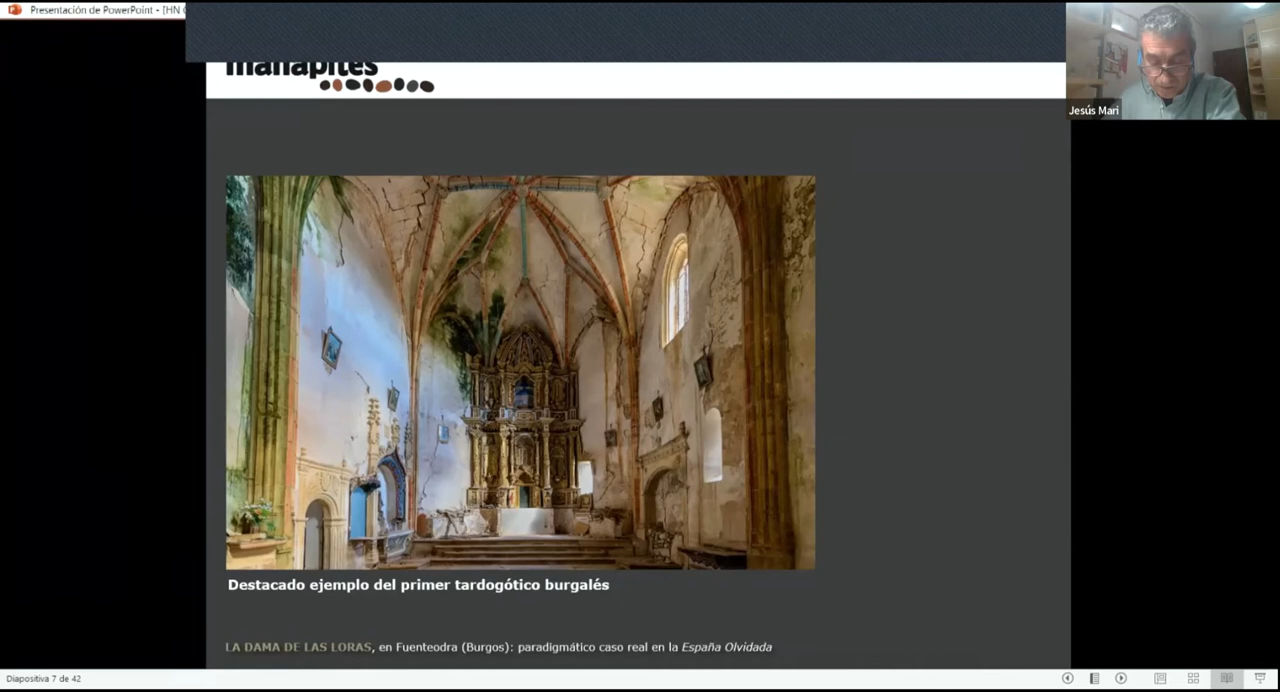 Presentación de PowerPoint - [HN
manapites
Jesús Mari
Destacado ejemplo del primer tardogótico burgalés
LA DAMA DE LAS LORAS, en Fuenteodra (Burgos): paradigmático caso real en la España Olvidada
Diapositiva 7 de 42